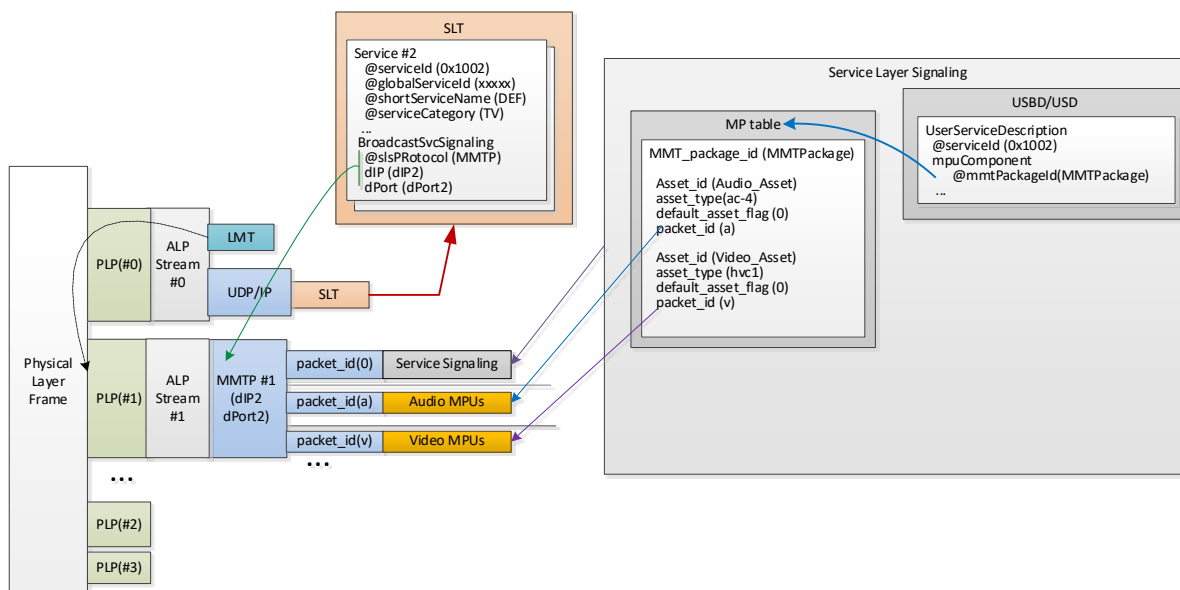 SLT
Service #2
@serviceId (0x1002)
@globalServiceId (xxxxx)
@shortServiceName (DEF)
@serviceCategory (TV)
...
BroadcastSvcSignaling
@slsPRotocol (MMTP)
dIP (dIP2)
dPort (dPort2)
Service Layer Signaling
MP table
MMT_package_id (MMTPackage)
Asset_id (Audio_Asset)
asset_type(ac-4)
default_asset_flag (0)
packet_id (a)
Asset_id (Video_Asset)
asset_type (hvc1)
default_asset_flag (0)
packet_id (v)
USBD/USD
UserServiceDescription
@serviceId (0x1002)
mpuComponent
@mmtPackageId(MMTPackage)
...
Physical
Layer
Frame
PLP(#0)
ALP
Stream
#0
LMT
UDP/IP
SLT
PLP(#1)
ALP
Stream
#1
MMTP #1
(dIP2
dPort2)
packet_id(0)
Service Signaling
packet_id(a)
Audio MPUs
packet_id(v)
Video MPUs
...
...
PLP(#2)
PLP(#3)